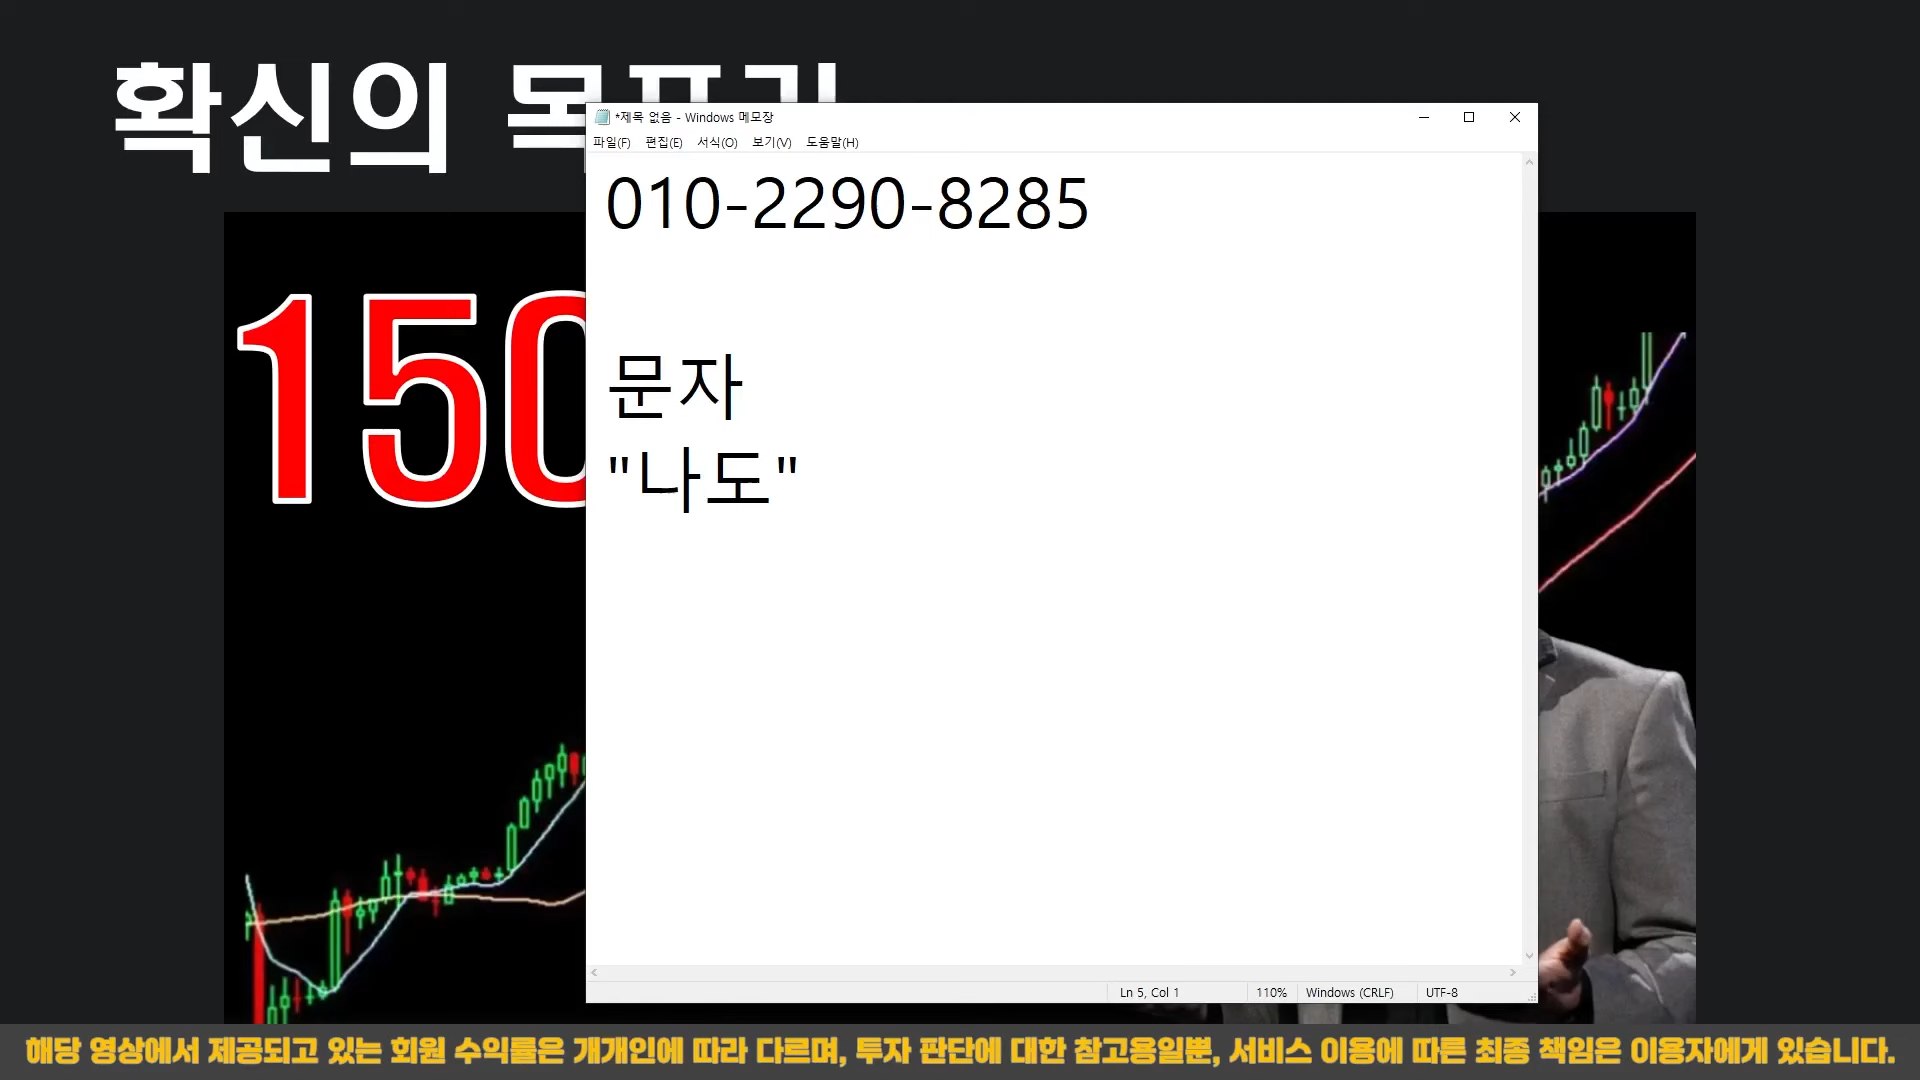 확신의
*제목 없음 - Windows 메모장
파일(F) 편집(E) 서식(O) 보기(V) 도움말(H)
010-2290-8285
150
문자
"나도"
Ln 5, Col 1 110% Windows (CRLF) UTF-8
해당 영상에서 제공되고 있는 회원 수익률은 개개인에 따라 다르며, 투자 판단에 대한 참고용일뿐, 서비스 이용에 따른 최종 책임은 이용자에게 있습니다.